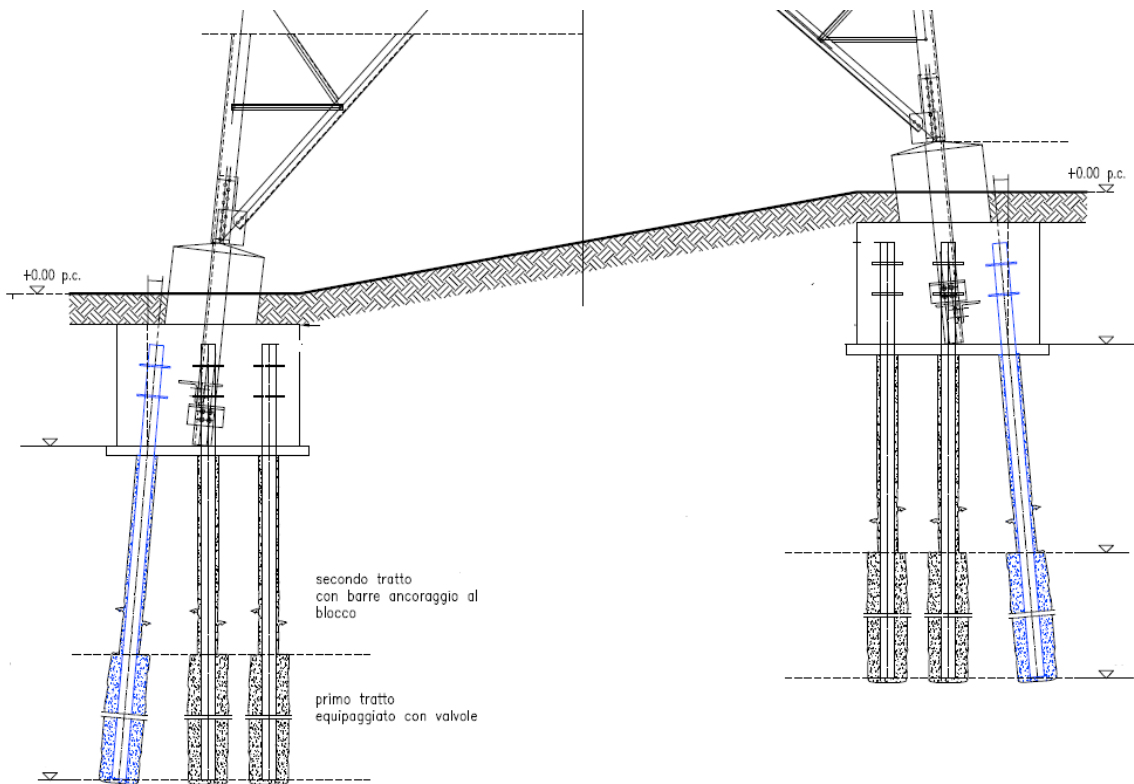 +0.00 p.c.
+0.00 p.c.
secondo tratto
con barre ancoraggio al
blocco
primo tratto
equipaggiato con valvole